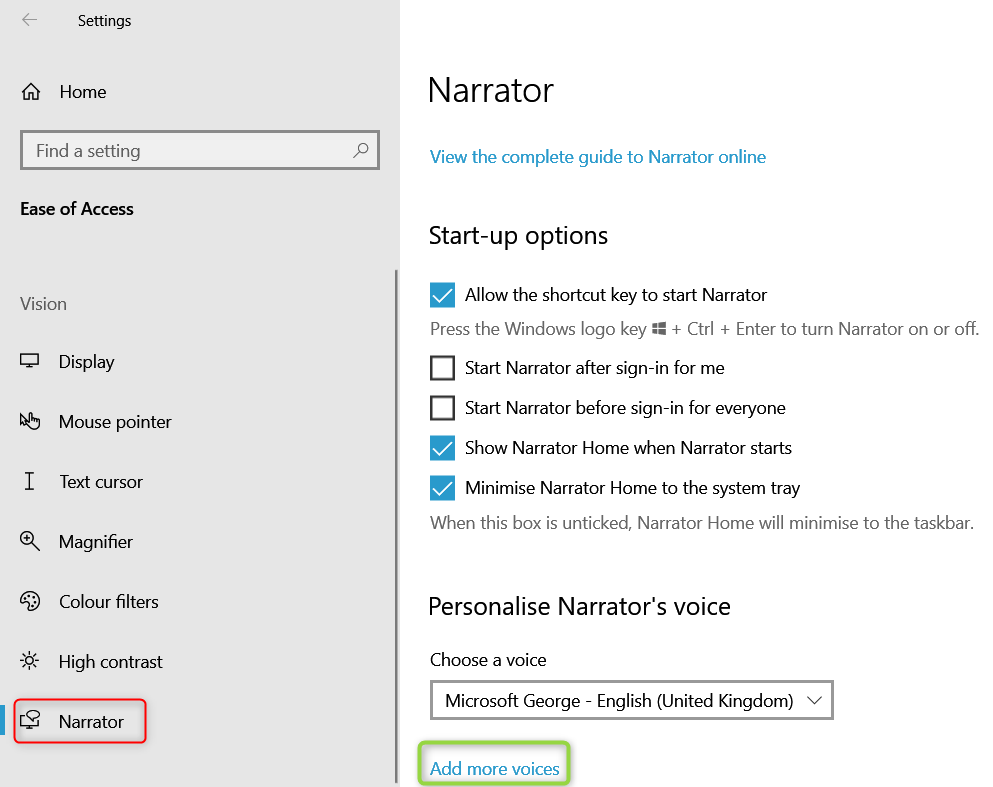 Settings
Home
Find a setting
Ease of Access
Vision
Display
Mouse pointer
Text cursor
Magnifier
Colour filters
High contrast
Narrator
Narrator
View the complete guide to Narrator online
Start-up options
Allow the shortcut key to start Narrator
Press the Windows logo key + Ctrl + Enter to turn Narrator on or off.
Start Narrator after sign-in for me
Start Narrator before sign-in for everyone
Show Narrator Home when Narrator starts
Minimise Narrator Home to the system tray
When this box is unticked, Narrator Home will minimise to the taskbar.
Personalise Narrator's voice
Choose a voice
Microsoft George - English (United Kingdom)
Add more voices